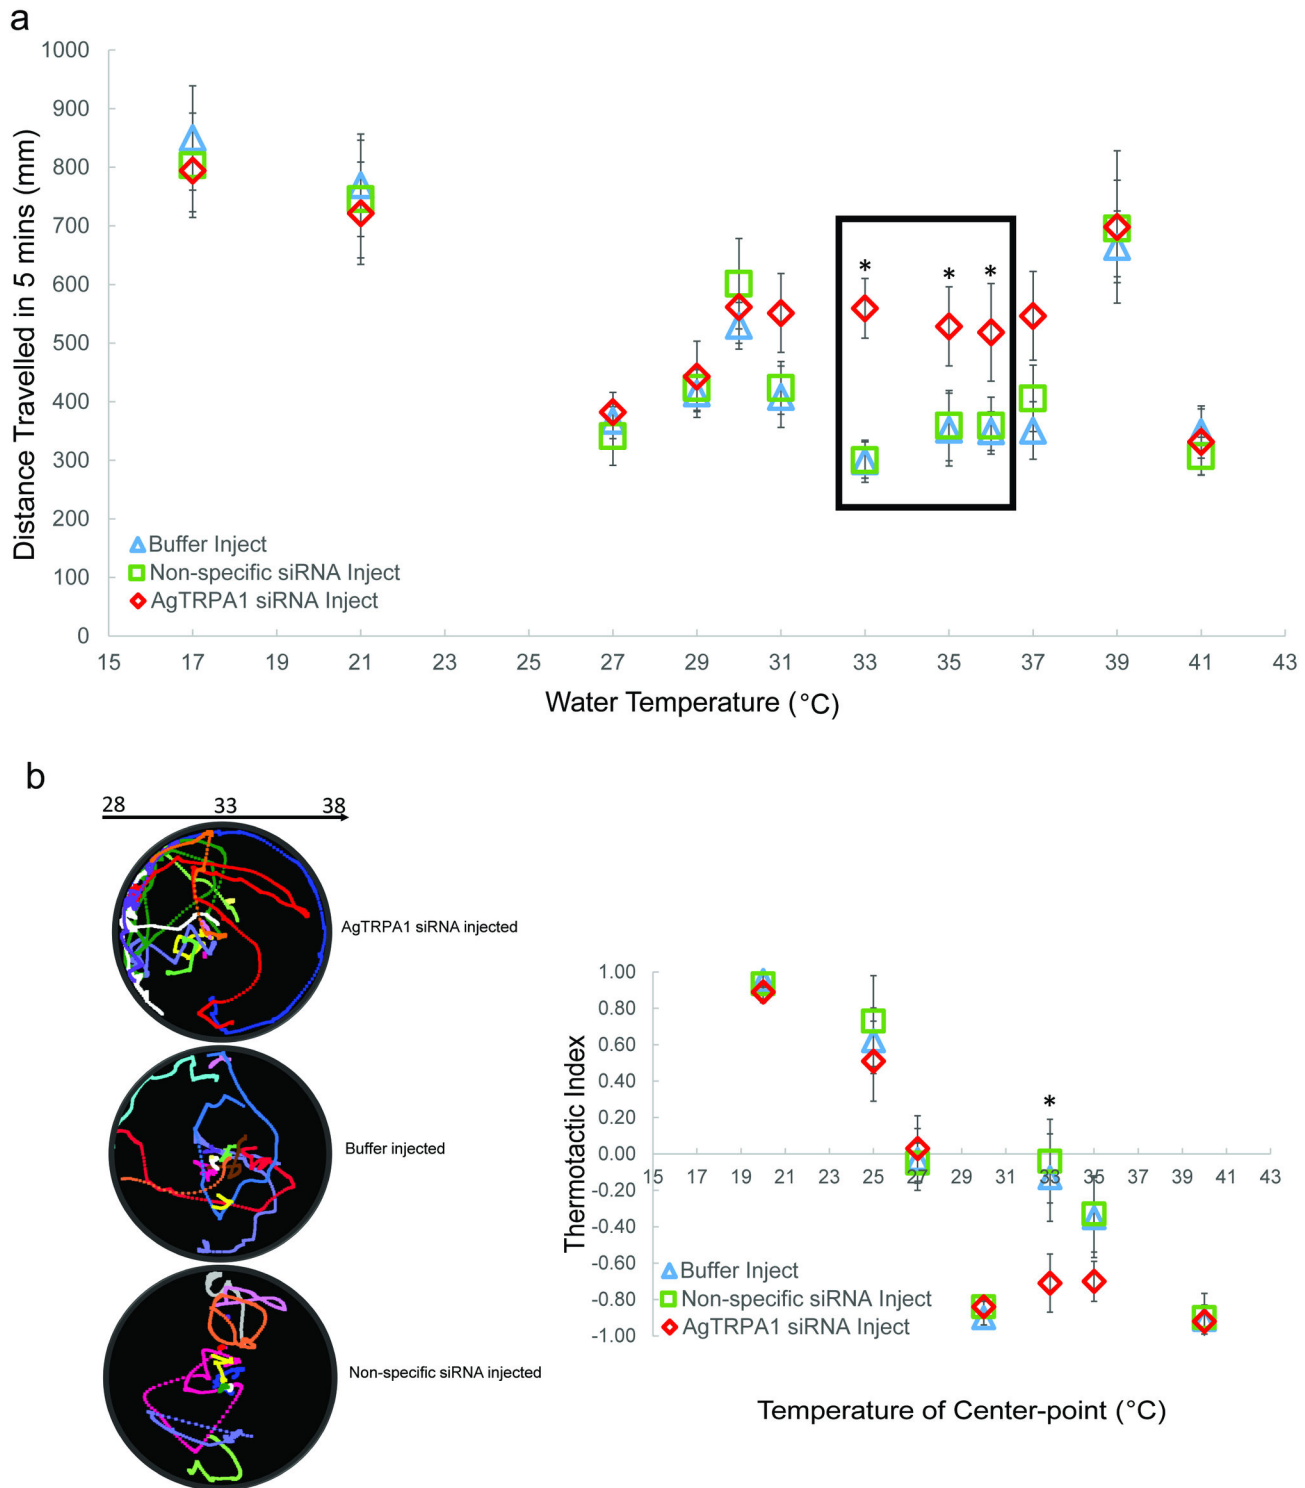 a
1000
900
800
700
600
500
400
300
200
100
0
Distance Travelled in 5 mins (mm)
* * *
Buffer Inject
Non-specific siRNA Inject
AgTRPA1 siRNA Inject
15 17 19 21 23 25 27 29 31 33 35 37 39 41 43
Water Temperature (°C)
b
28 33 38
AgTRPA1 siRNA injected
Buffer injected
Non-specific siRNA injected
1.00
0.80
0.60
0.40
0.20
0.00
-0.20
-0.40
-0.60
-0.80
-1.00
Thermotactic Index
*
15 17 19 21 23 25 27 29 31 33 35 37 39 41 43
Buffer Inject
Non-specific siRNA Inject
AgTRPA1 siRNA Inject
Temperature of Center-point (°C)